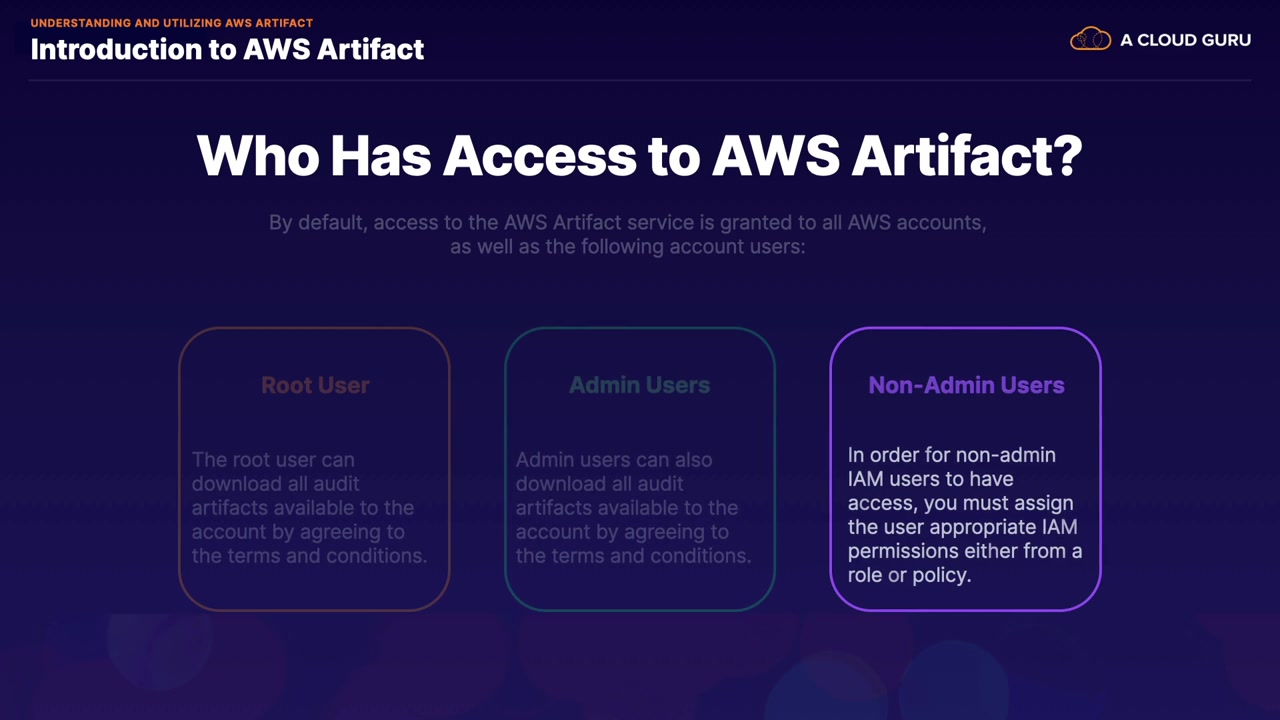 UNDERSTANDING AND UTILIZING AWS ARTIFACT
Introduction to AWS Artifact
A CLOUD GURU
Who Has Access to AWS Artifact?
By default, access to the AWS Artifact service is granted to all AWS accounts,
as well as the following account users:
Root User
The root user can
download all audit
artifacts available to the
account by agreeing to
the terms and conditions.
Admin Users
Admin users can also
download all audit
artifacts available to the
account by agreeing to
the terms and conditions.
Non-Admin Users
In order for non-admin
IAM users to have
access, you must assign
the user appropriate IAM
permissions either from a
role or policy.